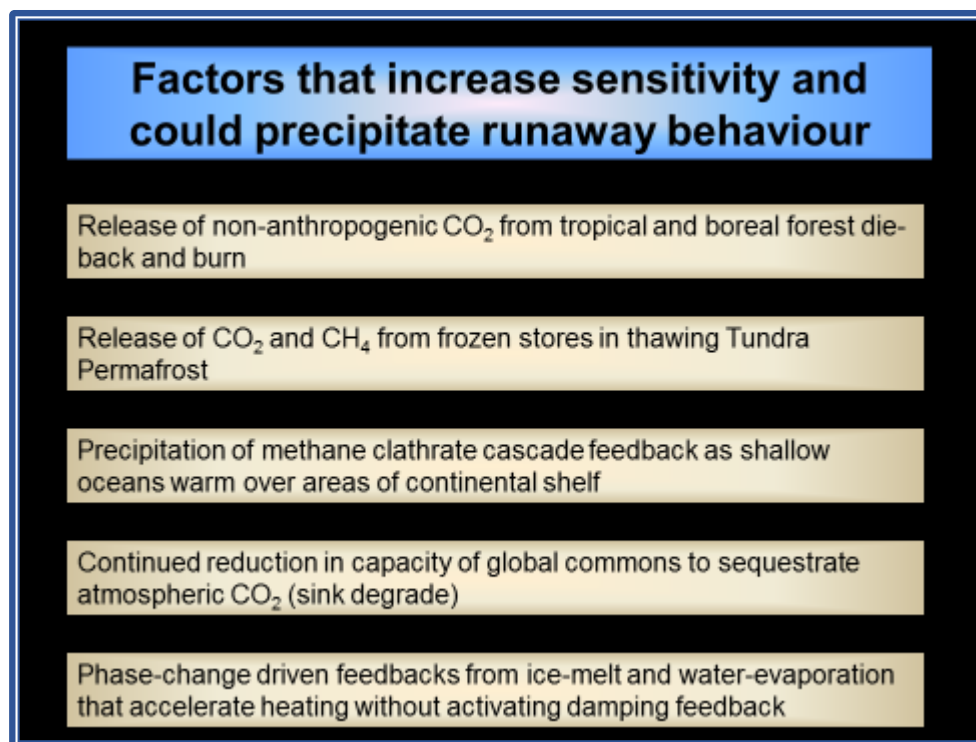 Factors that increase sensitivity and
could precipitate runaway behaviour
Release of non-anthropogenic CO₂ from tropical and boreal forest die-
back and burn
Release of CO₂ and CH₄ from frozen stores in thawing Tundra
Permafrost
Precipitation of methane clathrate cascade feedback as shallow
oceans warm over areas of continental shelf
Continued reduction in capacity of global commons to sequestrate
atmospheric CO₂ (sink degrade)
Phase-change driven feedbacks from ice-melt and water-evaporation
that accelerate heating without activating damping feedback